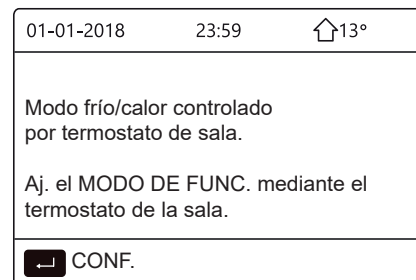 01-01-2018 23:59 13°
Modo frío/calor controlado
por termostato de sala.
Aj. el MODO DE FUNC. mediante el
termostato de la sala.
CONF.